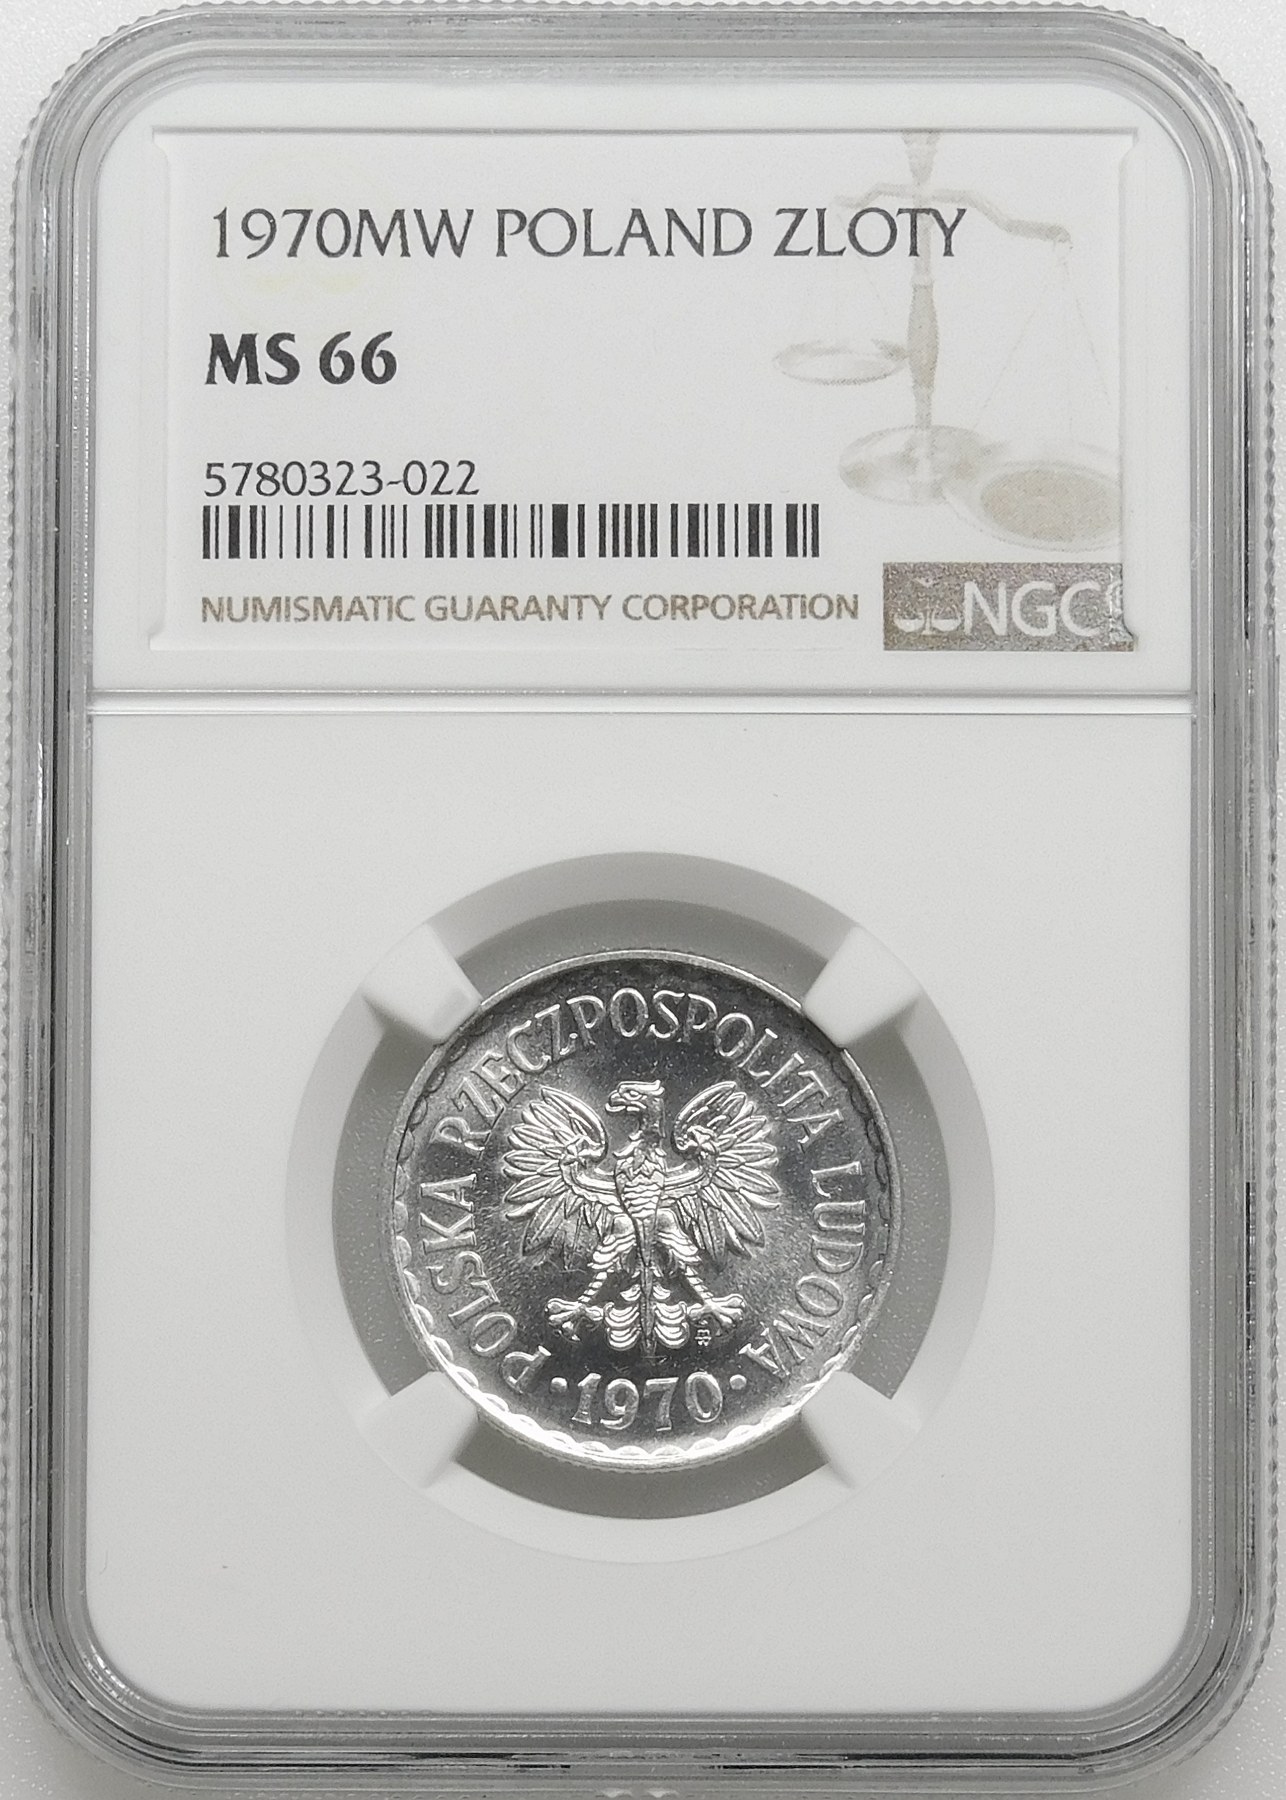 1970MW POLAND ZLOTY
MS 66
5780323-022
NUMISMATIC GUARANTY CORPORATION
NGC
POLSKA RZECZPOSPOLITA LUDOWA
· 1970 ·